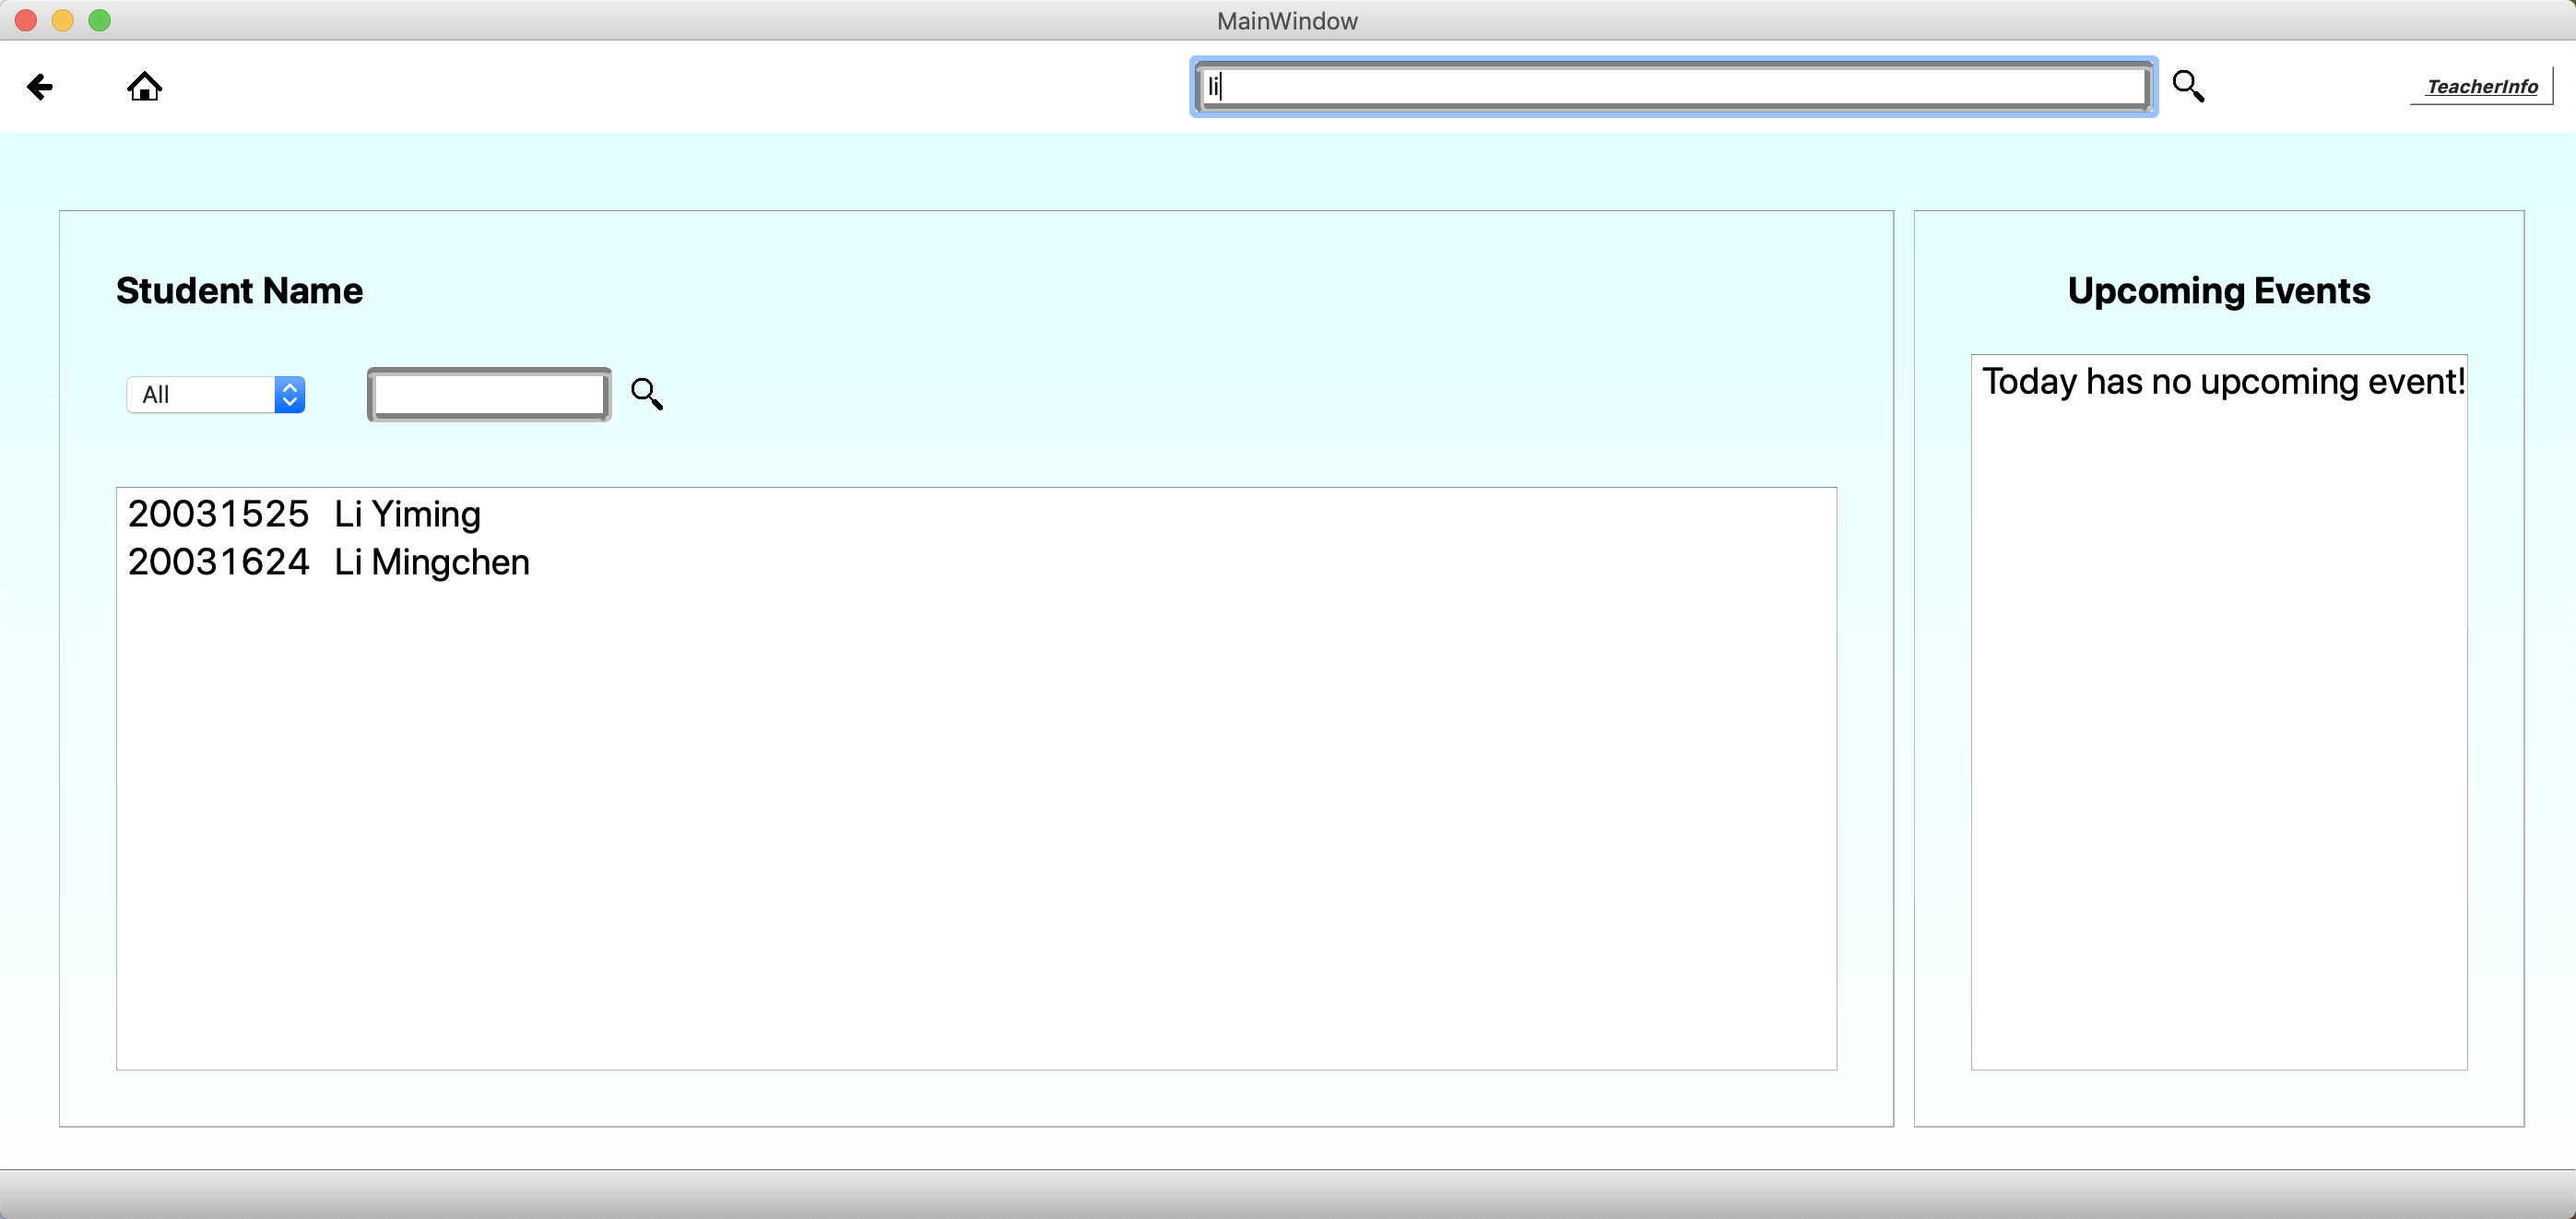 MainWindow
li
TeacherInfo
Student Name
All
20031525 Li Yiming
20031624 Li Mingchen
Upcoming Events
Today has no upcoming event!